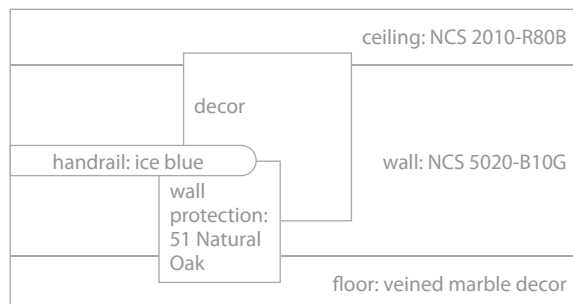 ceiling: NCS 2010-R80B
decor
handrail: ice blue
wall: NCS 5020-B10G
wall
protection:
51 Natural
Oak
floor: veined marble decor